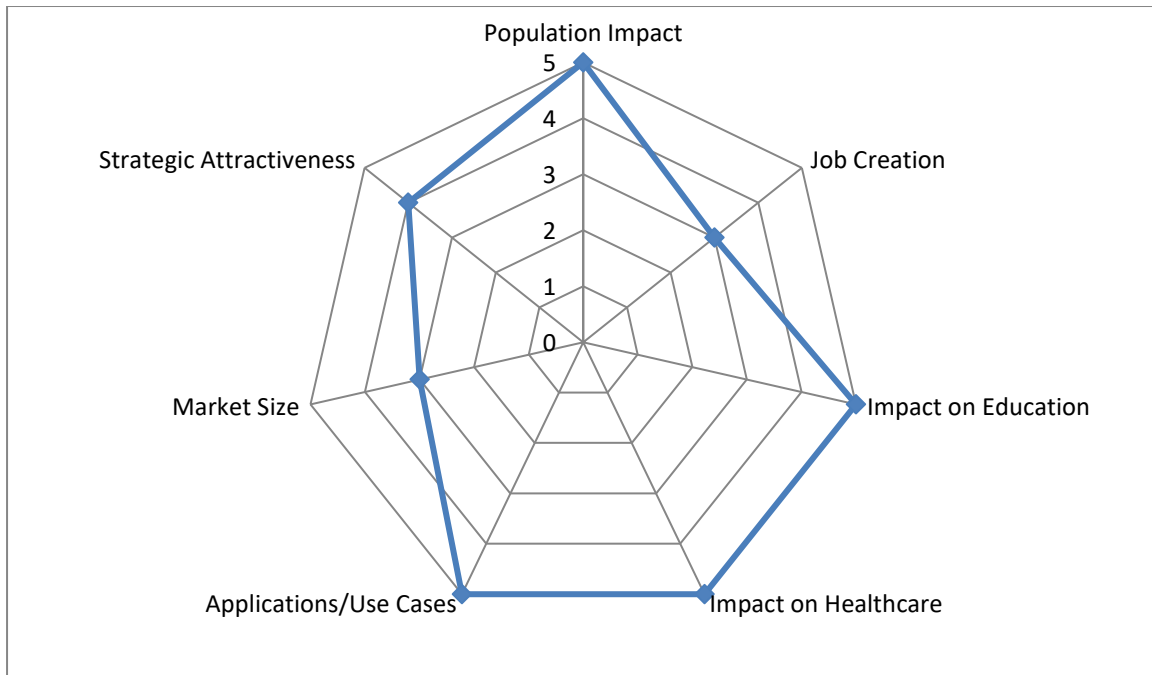 Population Impact
5
Strategic Attractiveness
Job Creation
4
3
2
1
0
Market Size
Impact on Education
Applications/Use Cases
Impact on Healthcare